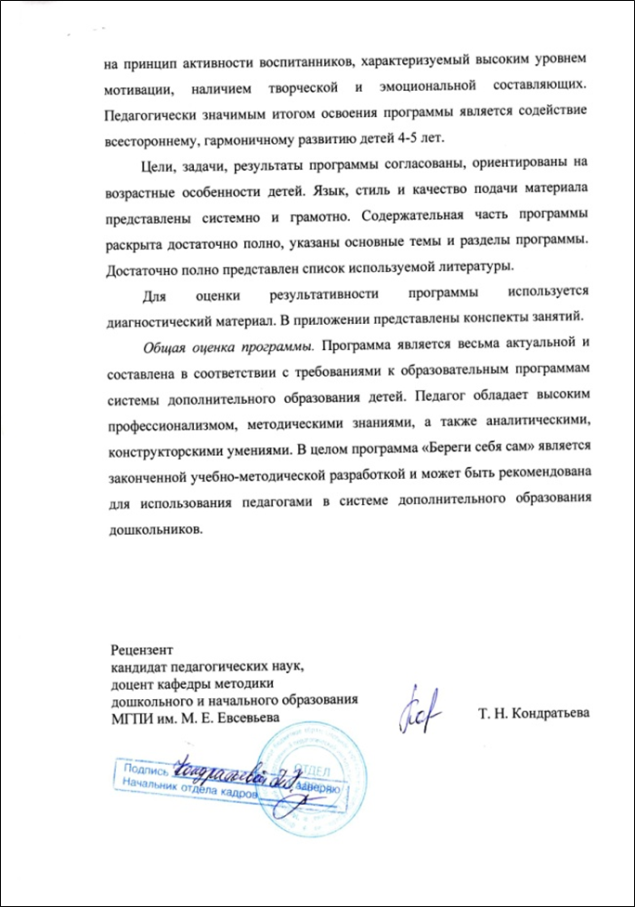 на принцип активности воспитанников, характеризуемый высоким уровнем
мотивации, наличием творческой и эмоциональной составляющих.
Педагогически значимым итогом освоения программы является содействие
всестороннему, гармоничному развитию детей 4-5 лет.
Цели, задачи, результаты программы согласованы, ориентированы на
возрастные особенности детей. Язык, стиль и качество подачи материала
представлены системно и грамотно. Содержательная часть программы
раскрыта достаточно полно, указаны основные темы и разделы программы.
Достаточно полно представлен список используемой литературы.
Для оценки результативности программы используется
диагностический материал. В приложении представлены конспекты занятий.
Общая оценка программы. Программа является весьма актуальной и
составлена в соответствии с требованиями к образовательным программам
системы дополнительного образования детей. Педагог обладает высоким
профессионализмом, методическими знаниями, а также аналитическими,
конструкторскими умениями. В целом программа «Береги себя сам» является
законченной учебно-методической разработкой и может быть рекомендована
для использования педагогами в системе дополнительного образования
дошкольников.
Рецензент
кандидат педагогических наук,
доцент кафедры методики
дошкольного и начального образования
МГПИ им. М. Е. Евсевьева
Т. Н. Кондратьева
ОТДЕЛ
Подпись Кондратьевой Т.Н. заверяю
Начальник отдела кадров